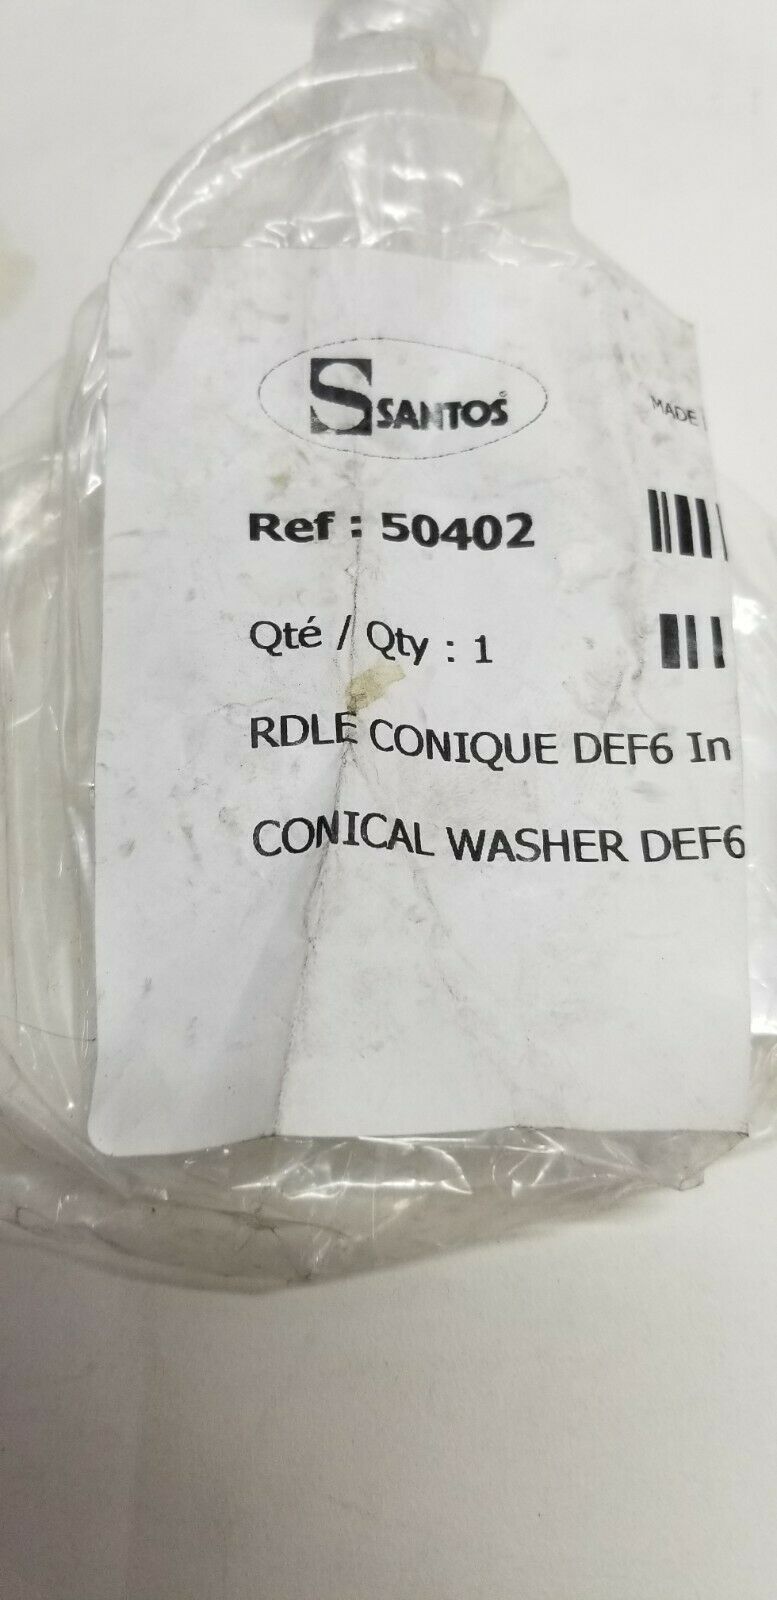 SANTOS®
MADE
Ref : 50402
Qté / Qty : 1
RDLE CONIQUE DEF6 In
CONICAL WASHER DEF6